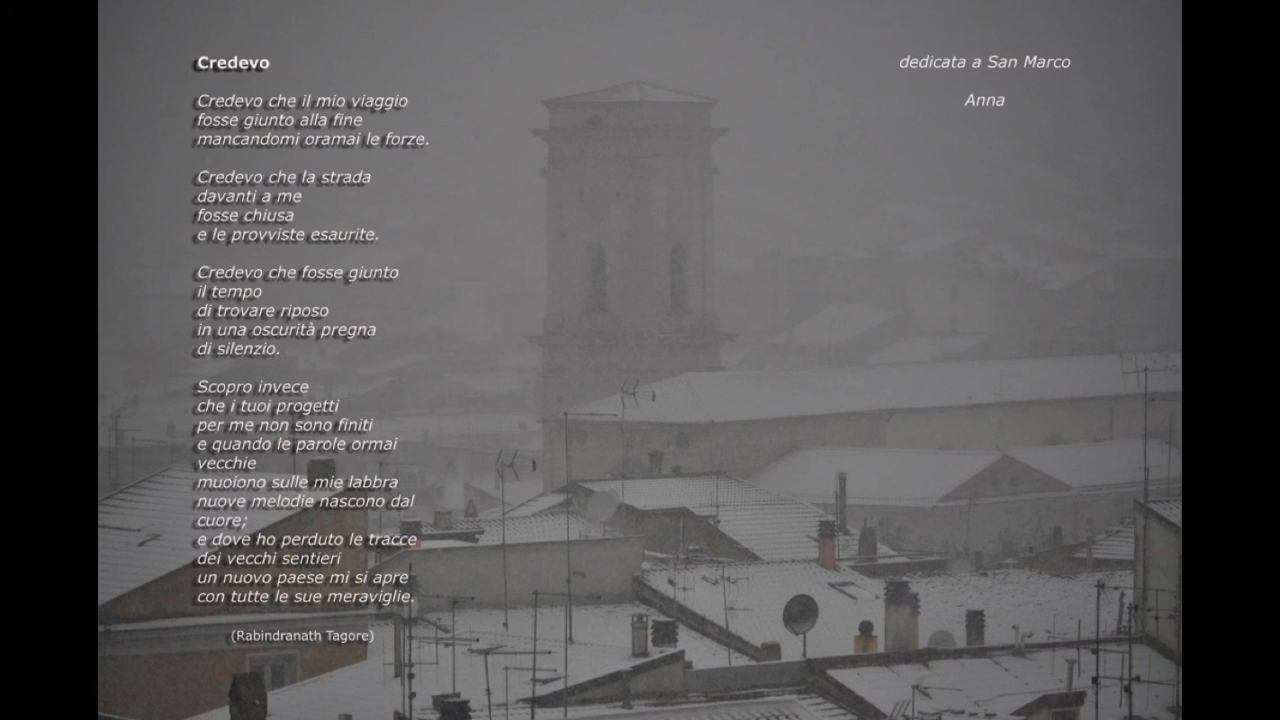 Credevo
Credevo che il mio viaggio
fosse giunto alla fine
mancandomi oramai le forze.
Credevo che la strada
davanti a me
fosse chiusa
e le provviste esaurite.
Credevo che fosse giunto
il tempo
di trovare riposo
in una oscurità pregna
di silenzio.
Scopro invece
che i tuoi progetti
per me non sono finiti
e quando le parole ormai
vecchie
muoiono sulle mie labbra
nuove melodie nascono dal
cuore;
e dove ho perduto le tracce
dei vecchi sentieri
un nuovo paese mi si apre
con tutte le sue meraviglie.
(Rabindranath Tagore)
dedicata a San Marco
Anna